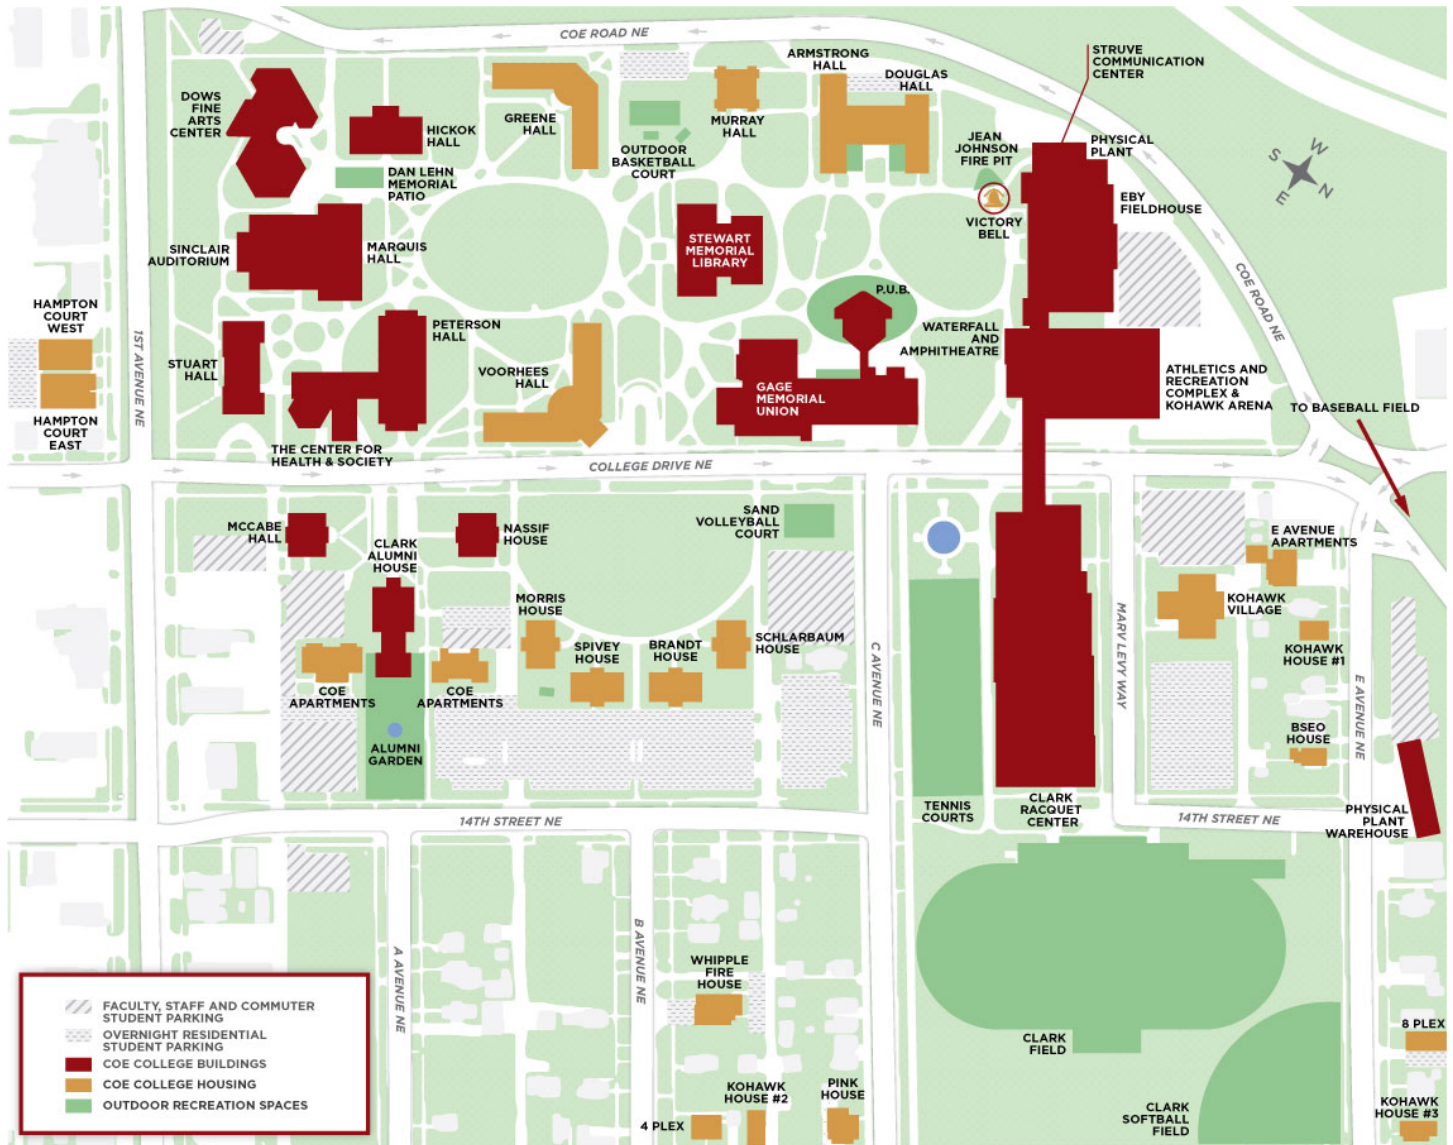 COE ROAD NE
STRUVE
COMMUNICATION
CENTER
ARMSTRONG
HALL
DOUGLAS
HALL
DOWS
FINE
ARTS
CENTER
HICKOK
HALL
GREENE
HALL
MURRAY
HALL
OUTDOOR
BASKETBALL
COURT
JEAN
JOHNSON
FIRE PIT
PHYSICAL
PLANT
S
W
E
N
DAN LEHN
MEMORIAL
PATIO
EBY
FIELDHOUSE
VICTORY
BELL
SINCLAIR
AUDITORIUM
MARQUIS
HALL
STEWART
MEMORIAL
LIBRARY
P.U.B.
COE ROAD NE
HAMPTON
COURT
WEST
1ST AVENUE NE
STUART
HALL
PETERSON
HALL
VOORHEES
HALL
WATERFALL
AND
AMPHITHEATRE
GAGE
MEMORIAL
UNION
ATHLETICS AND
RECREATION
COMPLEX &
KOHAWK ARENA
TO BASEBALL FIELD
HAMPTON
COURT
EAST
THE CENTER FOR
HEALTH & SOCIETY
COLLEGE DRIVE NE
MCCABE
HALL
CLARK
ALUMNI
HOUSE
NASSIF
HOUSE
SAND
VOLLEYBALL
COURT
E AVENUE
APARTMENTS
MORRIS
HOUSE
SPIVEY
HOUSE
BRANDT
HOUSE
SCHLARBAUM
HOUSE
C AVENUE NE
MARV LEVY WAY
KOHAWK
VILLAGE
KOHAWK
HOUSE #1
E AVENUE NE
COE
APARTMENTS
COE
APARTMENTS
ALUMNI
GARDEN
BSEO
HOUSE
TENNIS
COURTS
CLARK
RACQUET
CENTER
PHYSICAL
PLANT
WAREHOUSE
14TH STREET NE
14TH STREET NE
A AVENUE NE
B AVENUE NE
WHIPPLE
FIRE
HOUSE
CLARK
FIELD
8 PLEX
KOHAWK
HOUSE #2
PINK
HOUSE
4 PLEX
CLARK
SOFTBALL
FIELD
KOHAWK
HOUSE #3
FACULTY, STAFF AND COMMUTER
STUDENT PARKING
OVERNIGHT RESIDENTIAL
STUDENT PARKING
COE COLLEGE BUILDINGS
COE COLLEGE HOUSING
OUTDOOR RECREATION SPACES